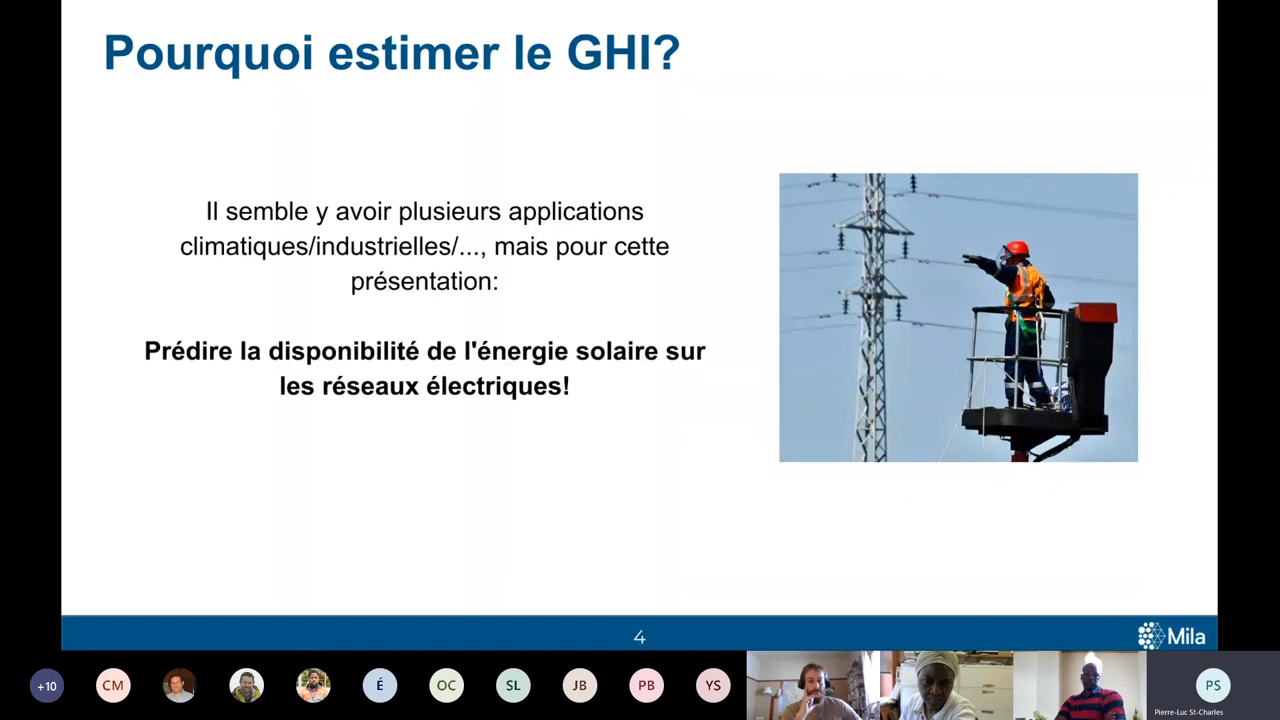 Pourquoi estimer le GHI?
Il semble y avoir plusieurs applications
climatiques/industrielles/..., mais pour cette
présentation:
Prédire la disponibilité de l'énergie solaire sur
les réseaux électriques!
4
Mila
+10
CM
É
OC
SL
JB
PB
YS
PS
Pierre-Luc St-Charles